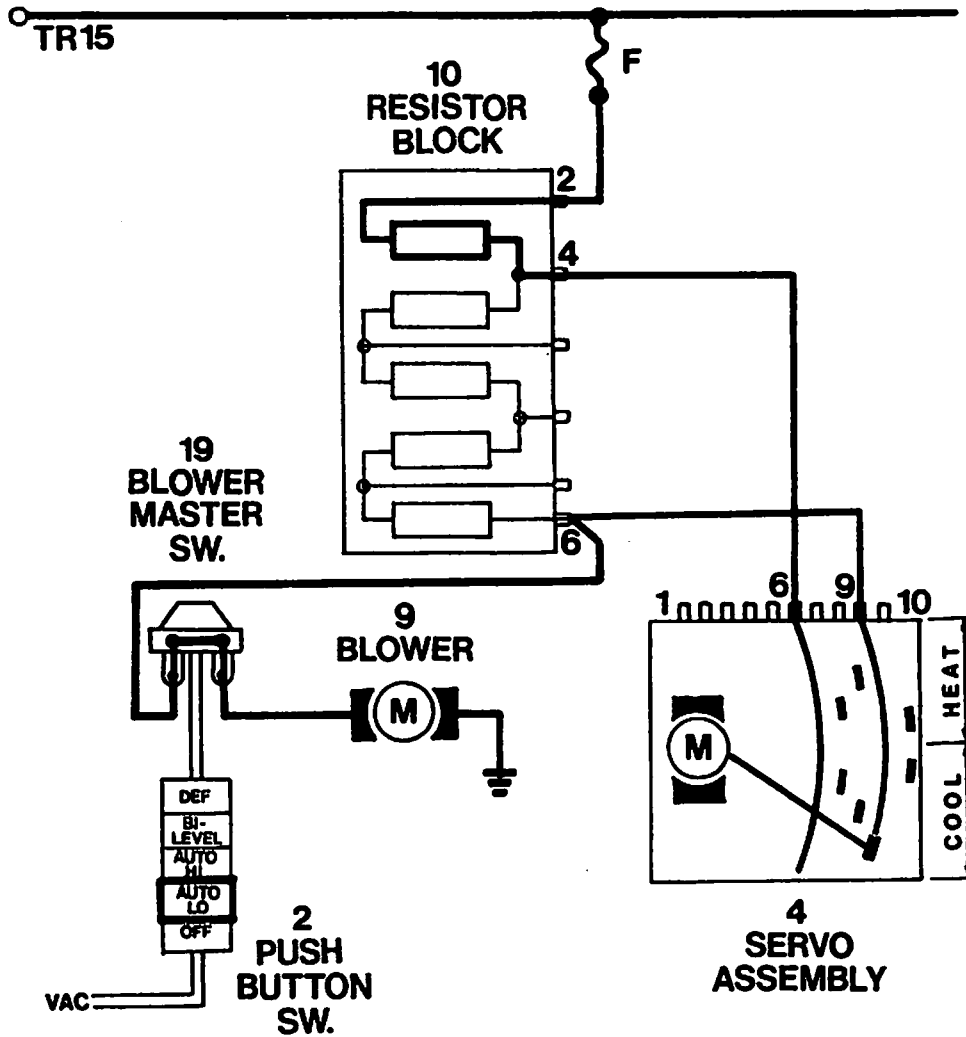 TR15
F
10
RESISTOR
BLOCK
2
4
6
19
BLOWER
MASTER
SW.
9
BLOWER
M
1
6
9
10
M
HEAT
COOL
DEF
BI-
LEVEL
AUTO
HI
AUTO
LO
OFF
VAC
2
PUSH
BUTTON
SW.
4
SERVO
ASSEMBLY